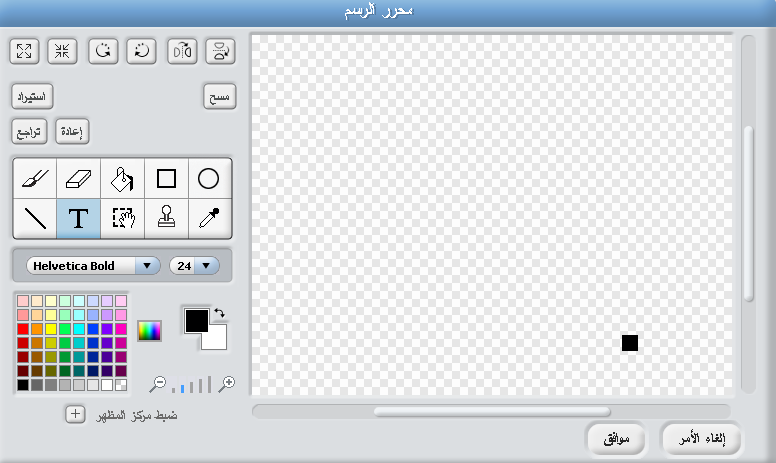 محرر الرسم
استيراد
مسح
تراجع
إعادة
T
Helvetica Bold
24
ضبط مركز المظهر
موافق
إلغاء الأمر